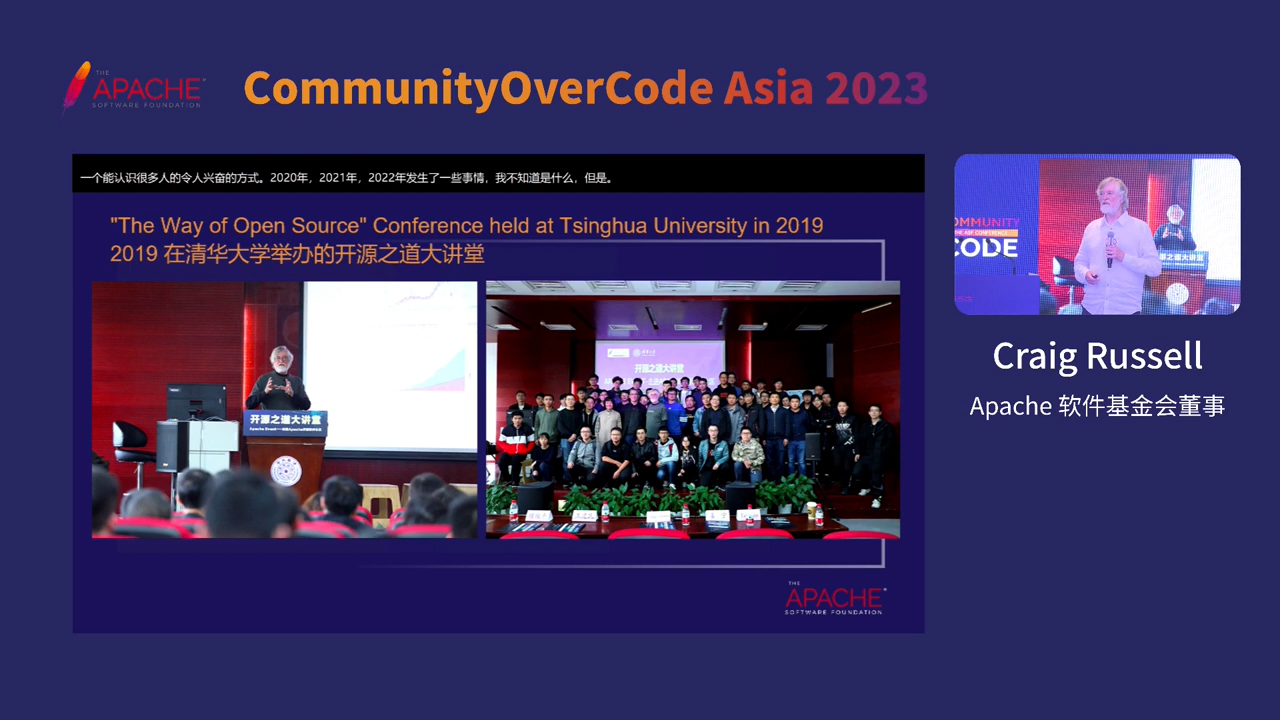 THE
APACHE
SOFTWARE FOUNDATION
CommunityOverCode Asia 2023
一个能认识很多人的令人兴奋的方式。2020年，2021年，2022年发生了一些事情，我不知道是什么，但是。
"The Way of Open Source" Conference held at Tsinghua University in 2019
2019 在清华大学举办的开源之道大讲堂
开源之道大讲堂
开源之道大讲堂
THE
APACHE
SOFTWARE FOUNDATION
OMMUNITY
HE ASF CONFERENCE
CODE
Craig Russell
Apache 软件基金会董事